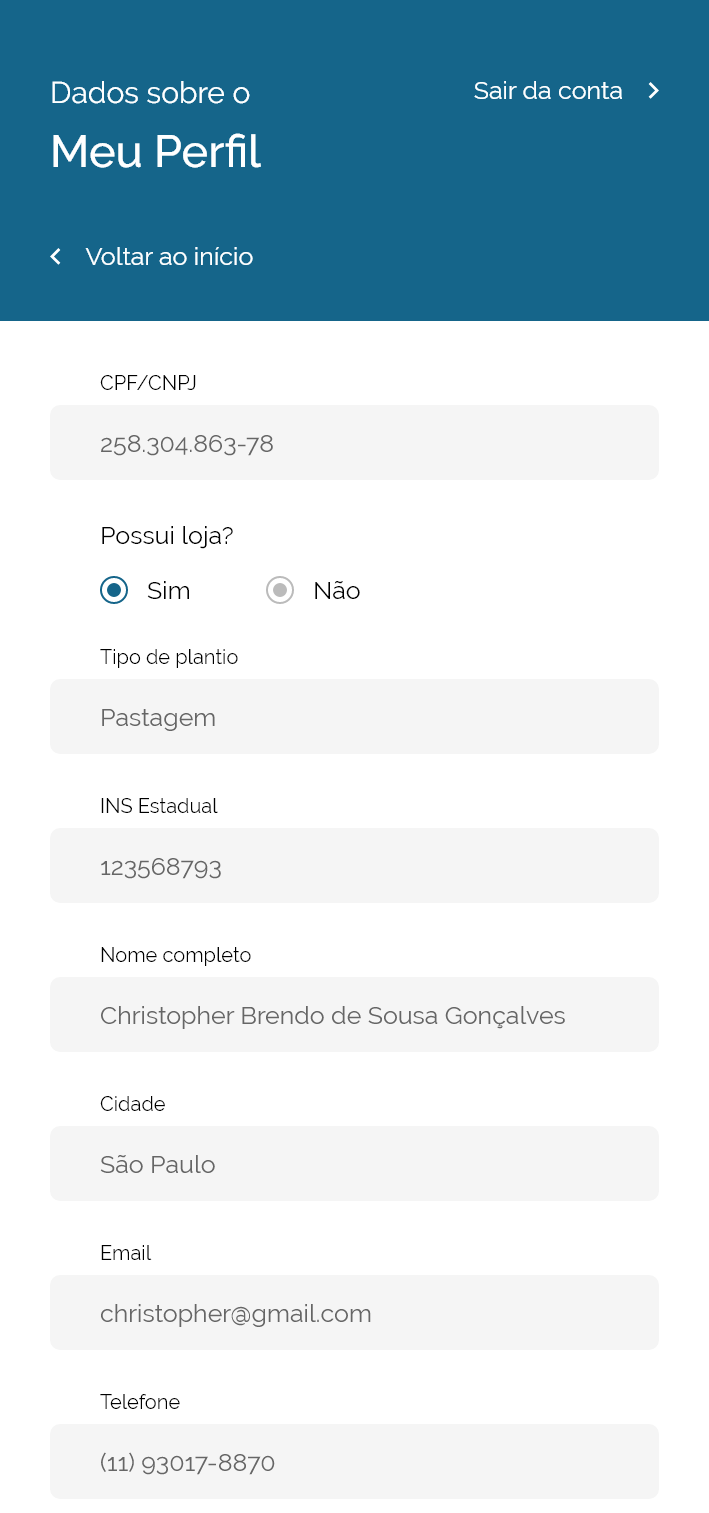 Dados sobre o
Sair da conta
Meu Perfil
Voltar ao início
CPF/CNPJ
258.304.863-78
Possui loja?
Sim Não
Tipo de plantio
Pastagem
INS Estadual
123568793
Nome completo
Christopher Brendo de Sousa Gonçalves
Cidade
São Paulo
Email
christopher@gmail.com
Telefone
(11) 93017-8870